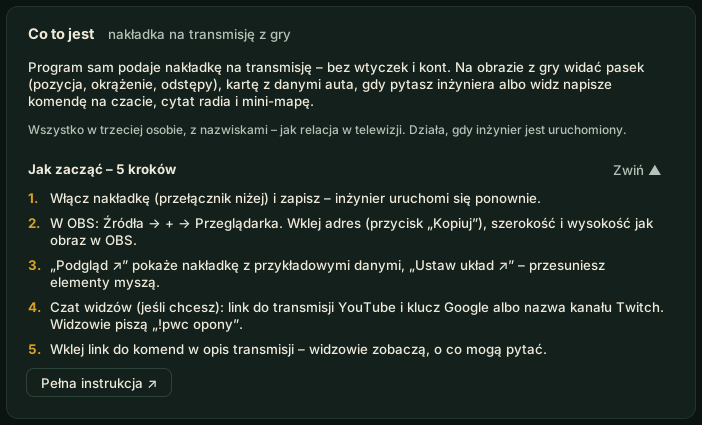 Co to jest nakładka na transmisję z gry
Program sam podaje nakładkę na transmisję – bez wtyczek i kont. Na obrazie z gry widać pasek
(pozycja, okrążenie, odstępy), kartę z danymi auta, gdy pytasz inżyniera albo widz napisze
komendę na czacie, cytat radia i mini-mapę.
Wszystko w trzeciej osobie, z nazwiskami – jak relacja w telewizji. Działa, gdy inżynier jest uruchomiony.
Jak zacząć – 5 kroków Zwiń ▲
1. Włącz nakładkę (przełącznik niżej) i zapisz – inżynier uruchomi się ponownie.
2. W OBS: Źródła → + → Przeglądarka. Wklej adres (przycisk „Kopiuj”), szerokość i wysokość jak
obraz w OBS.
3. „Podgląd ↗” pokaże nakładkę z przykładowymi danymi, „Ustaw układ ↗” – przesuniesz
elementy myszą.
4. Czat widzów (jeśli chcesz): link do transmisji YouTube i klucz Google albo nazwa kanału Twitch.
Widzowie piszą „!pwc opony”.
5. Wklej link do komend w opis transmisji – widzowie zobaczą, o co mogą pytać.
Pełna instrukcja ↗